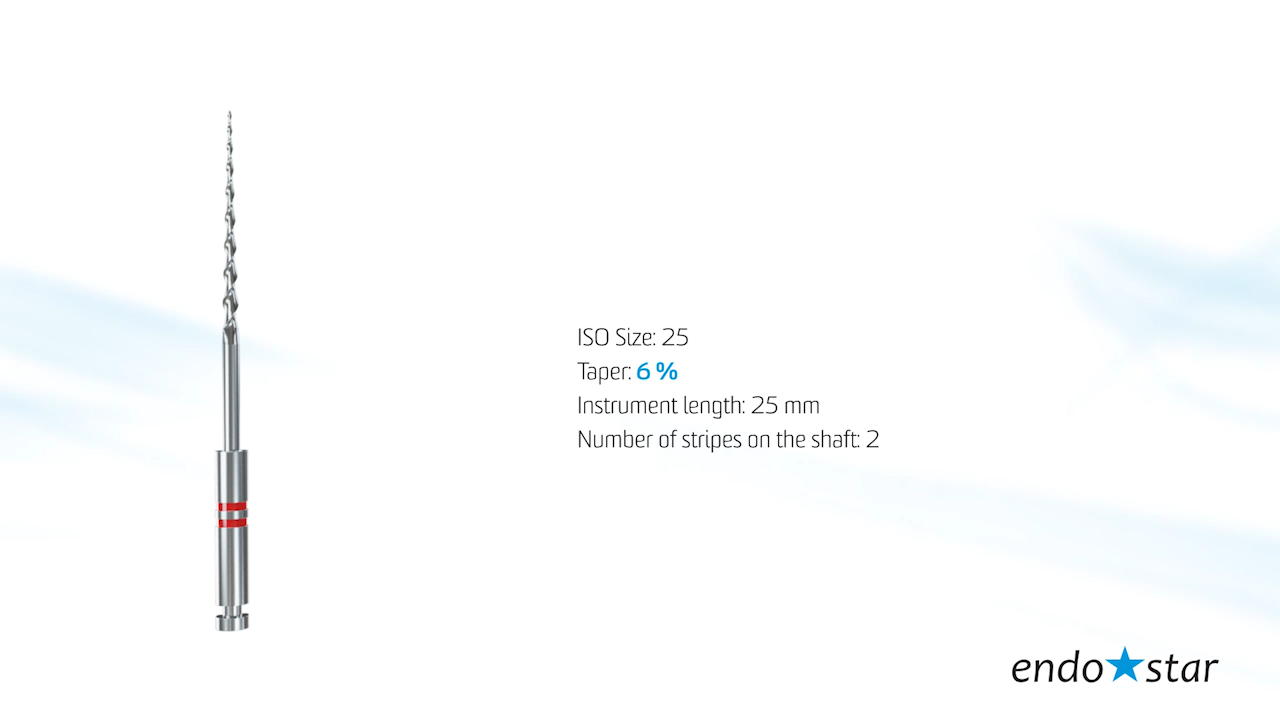 ISO Size: 25
Taper: 6 %
Instrument length: 25 mm
Number of stripes on the shaft: 2
endo★star